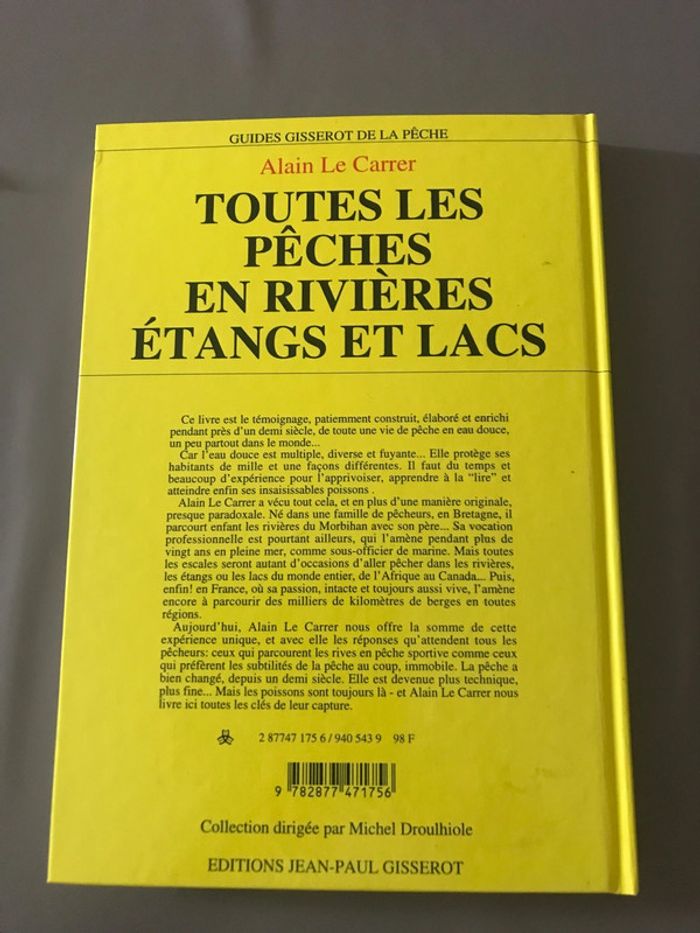 GUIDES GISSEROT DE LA PÊCHE
Alain Le Carrer
TOUTES LES
PÊCHES
EN RIVIÈRES
ÉTANGS ET LACS
Ce livre est le témoignage, patiemment construit, élaboré et enrichi
pendant près d'un demi siècle, de toute une vie de pêche en eau douce,
un peu partout dans le monde...
Car l'eau douce est multiple, diverse et fuyante... Elle protège ses
habitants de mille et une façons différentes. Il faut du temps et
beaucoup d'expérience pour l'apprivoiser, apprendre à la “lire” et
atteindre enfin ses insaisissables poissons .
Alain Le Carrer a vécu tout cela, et en plus d'une manière originale,
presque paradoxale. Né dans une famille de pêcheurs, en Bretagne, il
parcourt enfant les rivières du Morbihan avec son père... Sa vocation
professionnelle est pourtant ailleurs, qui l'amène pendant plus de
vingt ans en pleine mer, comme sous-officier de marine. Mais toutes
les escales seront autant d'occasions d'aller pêcher dans les rivières,
les étangs ou les lacs du monde entier, de l'Afrique au Canada... Puis,
enfin! en France, où sa passion, intacte et toujours aussi vive, l'amène
encore à parcourir des milliers de kilomètres de berges en toutes
régions.
Aujourd'hui, Alain Le Carrer nous offre la somme de cette
expérience unique, et avec elle les réponses qu'attendent tous les
pêcheurs: ceux qui parcourent les rives en pêche sportive comme ceux
qui préfèrent les subtilités de la pêche au coup, immobile. La pêche a
bien changé, depuis un demi siècle. Elle est devenue plus technique,
plus fine... Mais les poissons sont toujours là - et Alain Le Carrer nous
livre ici toutes les clés de leur capture.
2 87747 175 6 / 940 543 9 98 F
9 782877 471756
Collection dirigée par Michel Droulhiole
EDITIONS JEAN-PAUL GISSEROT